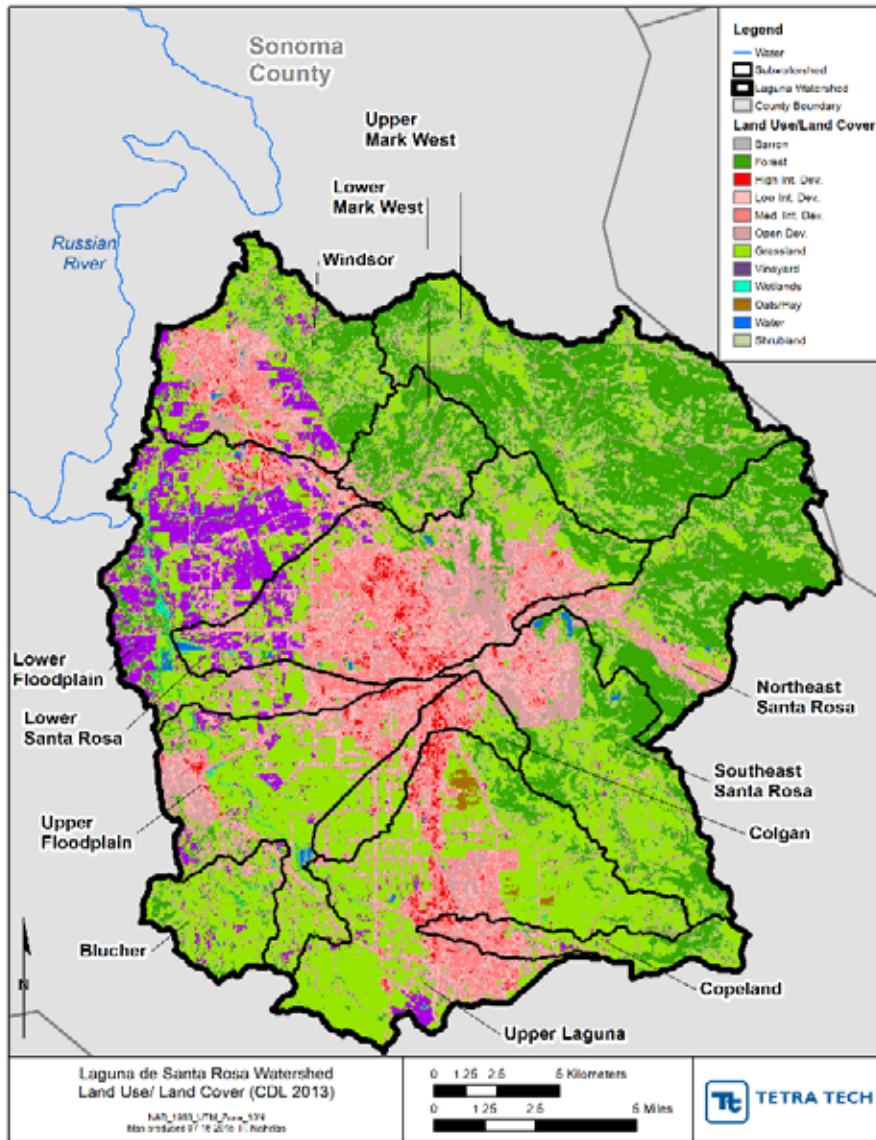 Sonoma
County
Upper
Mark West
Lower
Mark West
Russian
River
Windsor
Lower
Floodplain
Lower
Santa Rosa
Upper
Floodplain
Blucher
Northeast
Santa Rosa
Southeast
Santa Rosa
Colgan
Copeland
Upper Laguna
N
Legend
Water
Subwatershed
Laguna Watershed
County Boundary
Land Use/Land Cover
Barren
Forest
High Int. Dev.
Low Int. Dev.
Med. Int. Dev.
Open Dev.
Grassland
Vineyard
Wetlands
Oats/Hay
Water
Shrubland
Laguna de Santa Rosa Watershed
Land Use/ Land Cover (CDL 2013)
0 1.25 2.5 5 Kilometers
0 1.25 2.5 5 Miles
Tt TETRA TECH